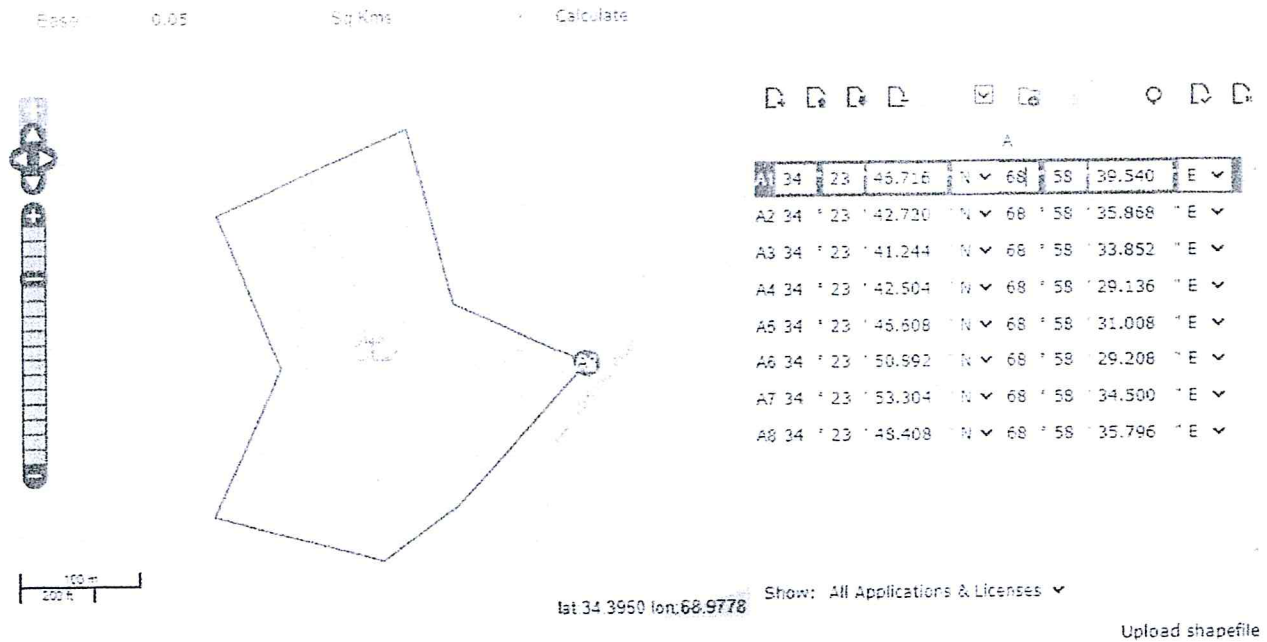 Base 0.05 Sq Kms Calculate
A
A1 34 ° 23 ' 46.716 " N 68 ° 58 ' 39.540 " E
A2 34 ° 23 ' 42.720 " N 68 ° 58 ' 35.868 " E
A3 34 ° 23 ' 41.244 " N 68 ° 58 ' 33.852 " E
A4 34 ° 23 ' 42.504 " N 68 ° 58 ' 29.136 " E
A5 34 ° 23 ' 46.608 " N 68 ° 58 ' 31.008 " E
A6 34 ° 23 ' 50.892 " N 68 ° 58 ' 29.208 " E
A7 34 ° 23 ' 53.304 " N 68 ° 58 ' 34.500 " E
A8 34 ° 23 ' 48.408 " N 68 ° 58 ' 35.796 " E
100 m
200 ft
lat 34.3960 lon:68.9778
Show: All Applications & Licenses
Upload shapefile